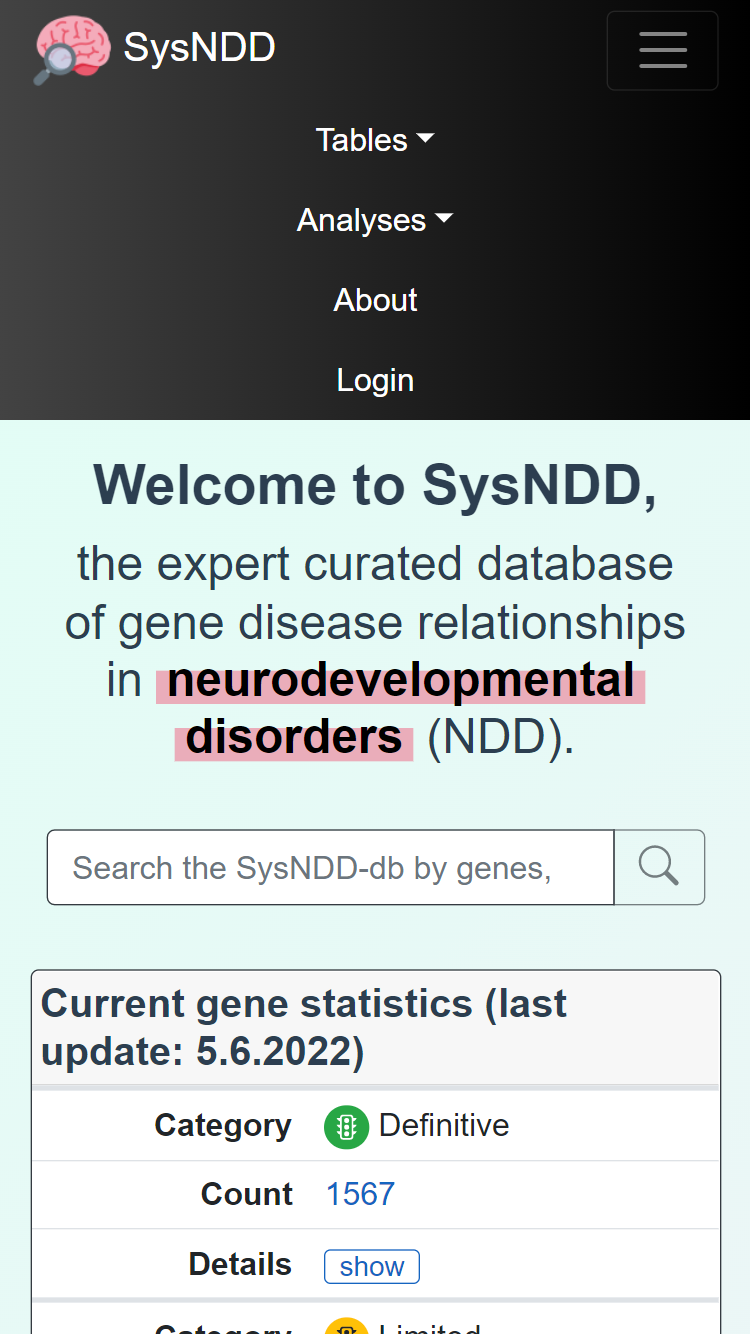 SysNDD
Tables
Analyses
About
Login
Welcome to SysNDD,
the expert curated database
of gene disease relationships
in neurodevelopmental
disorders (NDD).
Search the SysNDD-db by genes,
Current gene statistics (last
update: 5.6.2022)
Category Definitive
Count 1567
Details show
Category Limited